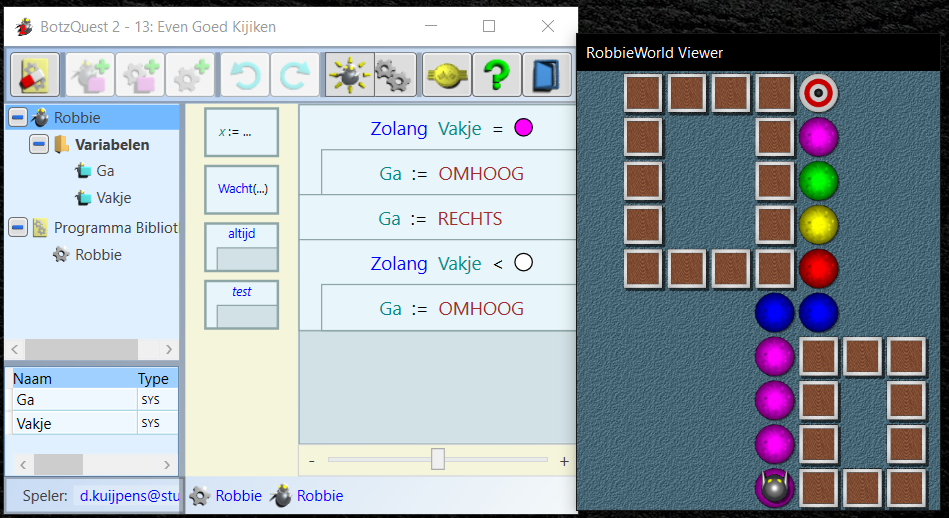 BotzQuest 2 - 13: Even Goed Kijiken
RobbieWorld Viewer
?
Robbie
Variabelen
Ga
Vakje
Programma Bibliot
Robbie
Naam Type
Ga SYS
Vakje SYS
x := ...
Wacht(...)
altijd
test
Zolang Vakje =
Ga := OMHOOG
Ga := RECHTS
Zolang Vakje <
Ga := OMHOOG
- +
Speler: d.kuijpens@stu Robbie Robbie